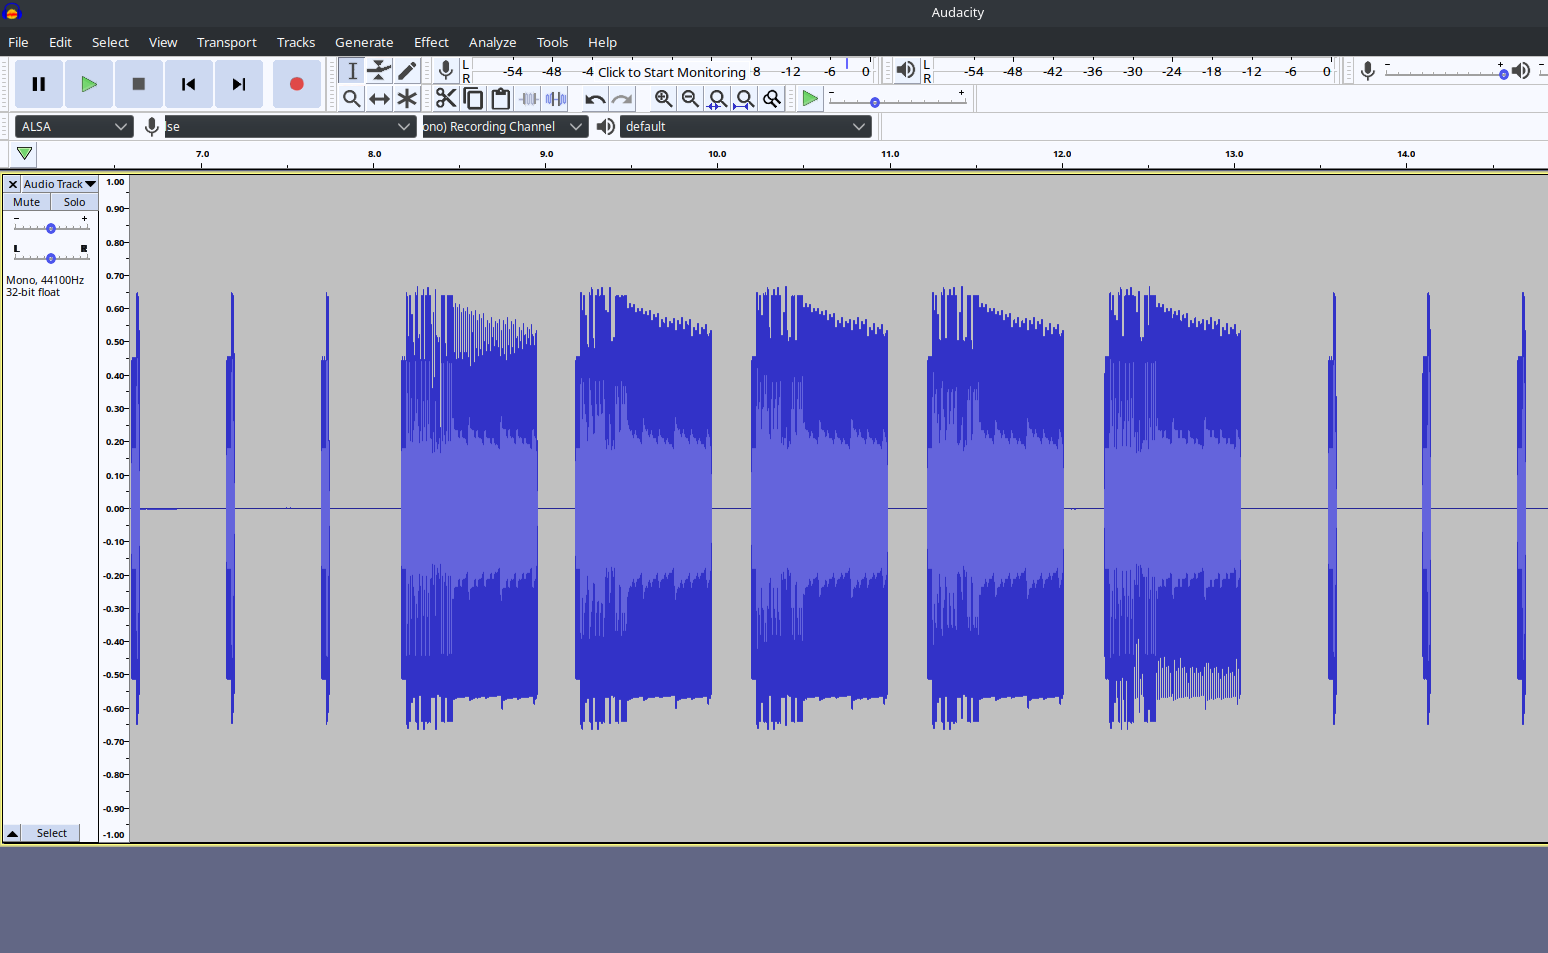 Audacity
File Edit Select View Transport Tracks Generate Effect Analyze Tools Help
L -54 -48 -4 Click to Start Monitoring 8 -12 -6 0 L -54 -48 -42 -36 -30 -24 -18 -12 -6 0 - +
R R
- +
ALSA lse ono) Recording Channel default
7.0 8.0 9.0 10.0 11.0 12.0 13.0 14.0
Audio Track
Mute Solo
- +
L R
Mono, 44100Hz
32-bit float
1.00
0.90
0.80
0.70
0.60
0.50
0.40
0.30
0.20
0.10
0.00
-0.10
-0.20
-0.30
-0.40
-0.50
-0.60
-0.70
-0.80
-0.90
-1.00
Select